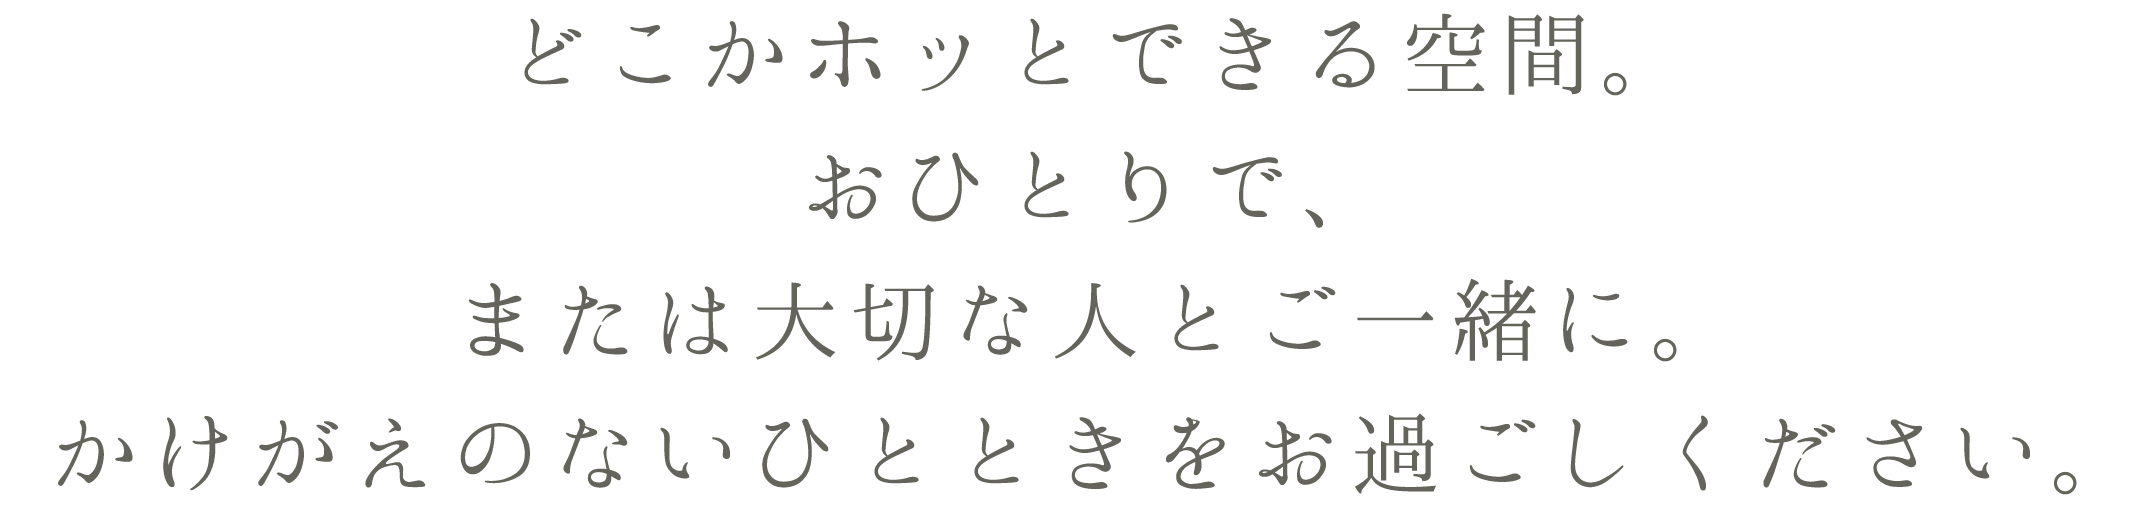 どこかホッとできる空間。
おひとりで、
または大切な人とご一緒に。
かけがえのないひとときをお過ごしください。